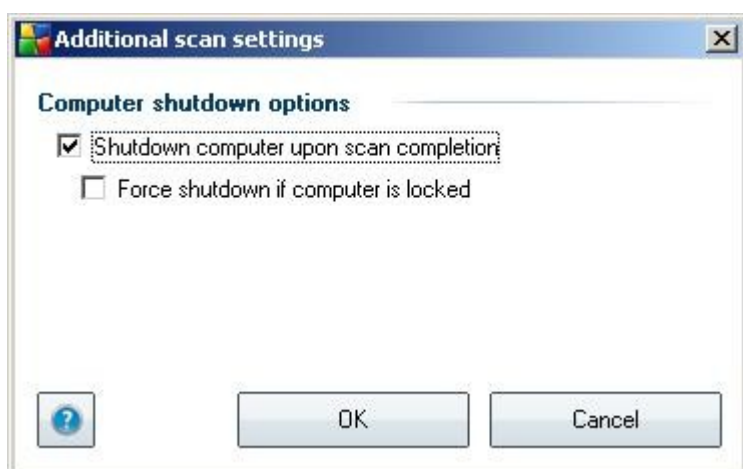 Additional scan settings
Computer shutdown options
Shutdown computer upon scan completion
Force shutdown if computer is locked
?
OK
Cancel